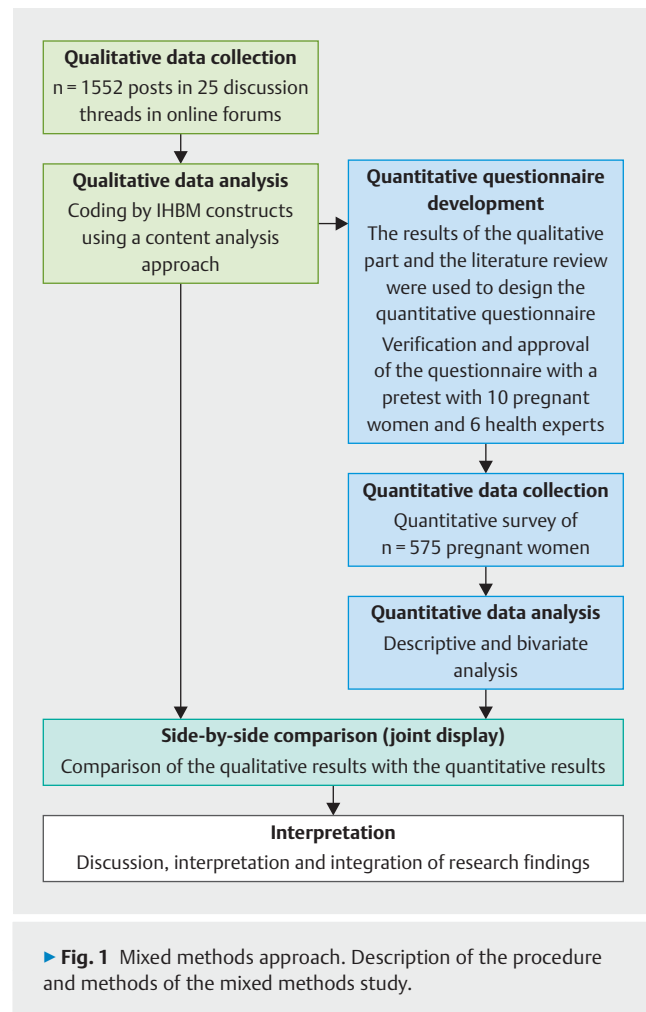 Qualitative data collection
n = 1552 posts in 25 discussion
threads in online forums
Qualitative data analysis
Coding by IHBM constructs
using a content analysis
approach
Quantitative questionnaire
development
The results of the qualitative
part and the literature review
were used to design the
quantitative questionnaire
Verification and approval
of the questionnaire with a
pretest with 10 pregnant
women and 6 health experts
Quantitative data collection
Quantitative survey of
n = 575 pregnant women
Quantitative data analysis
Descriptive and bivariate
analysis
Side-by-side comparison (joint display)
Comparison of the qualitative results with the quantitative results
Interpretation
Discussion, interpretation and integration of research findings
► Fig. 1 Mixed methods approach. Description of the procedure
and methods of the mixed methods study.